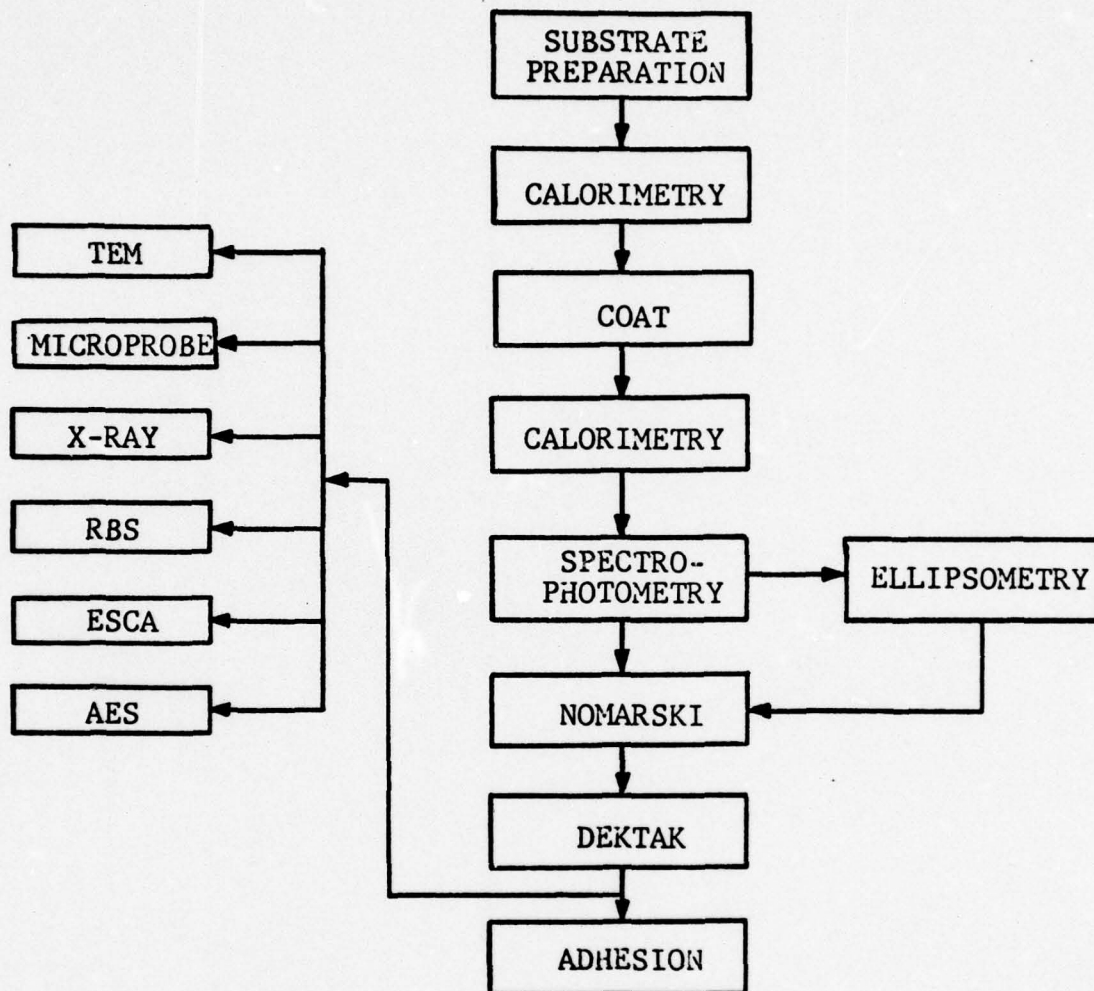 SUBSTRATE
PREPARATION
CALORIMETRY
COAT
CALORIMETRY
SPECTRO-
PHOTOMETRY
ELLIPSOMETRY
NOMARSKI
DEKTAK
ADHESION
TEM
MICROPROBE
X-RAY
RBS
ESCA
AES